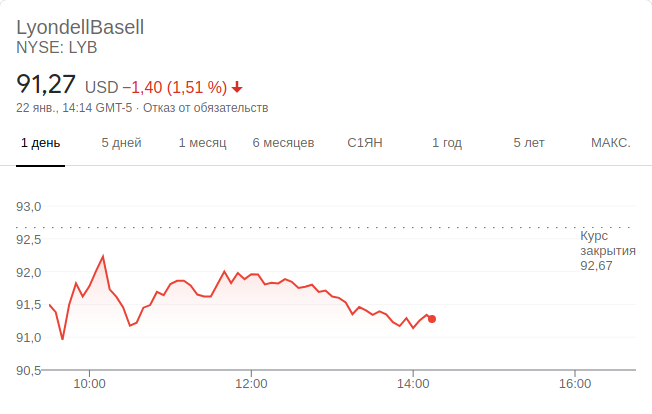 LyondellBasell
NYSE: LYB
91,27 USD −1,40 (1,51 %)
22 янв., 14:14 GMT-5 · Отказ от обязательств
1 день 5 дней 1 месяц 6 месяцев С1ЯН 1 год 5 лет МАКС.
93,0
92,5
Курс
закрытия
92,67
92,0
91,5
91,0
90,5
10:00 12:00 14:00 16:00